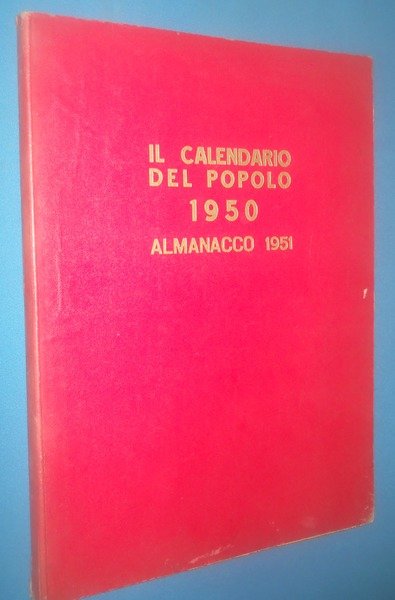 IL CALENDARIO
DEL POPOLO
1950
ALMANACCO 1951